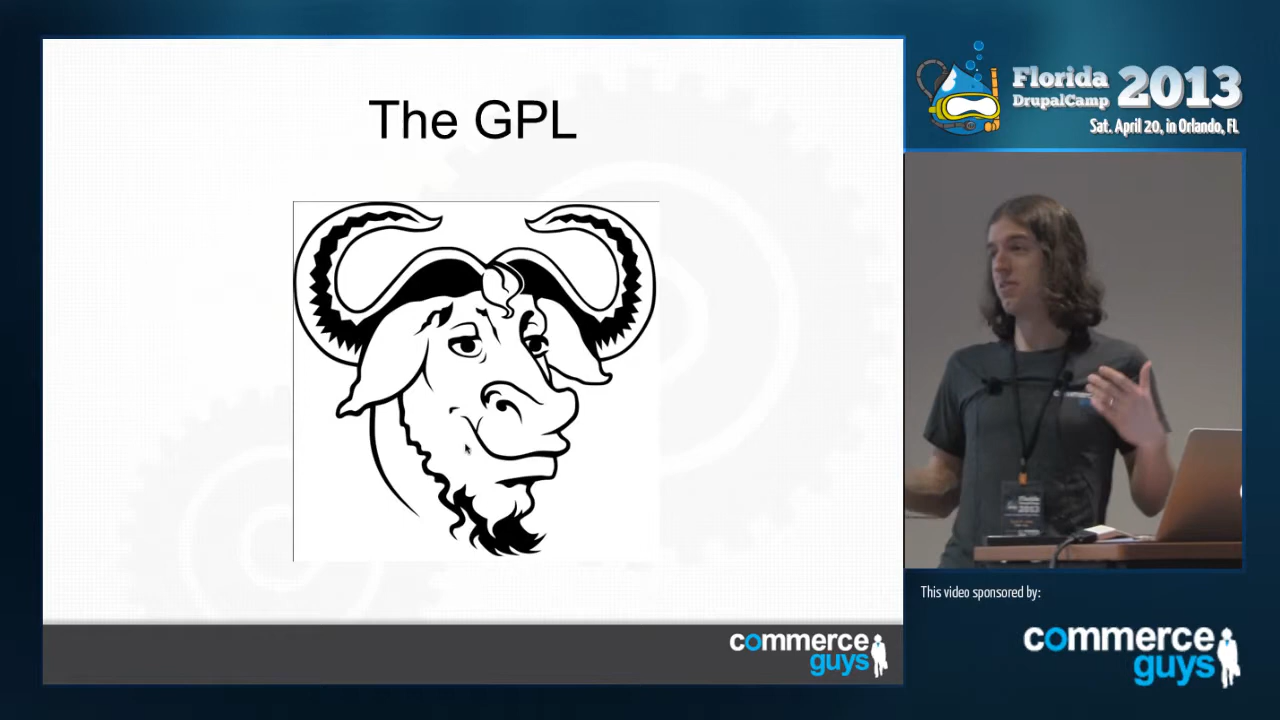 The GPL
commerce
guys
Florida
DrupalCamp
2013
Sat. April 20, in Orlando, FL
This video sponsored by:
commerce
guys